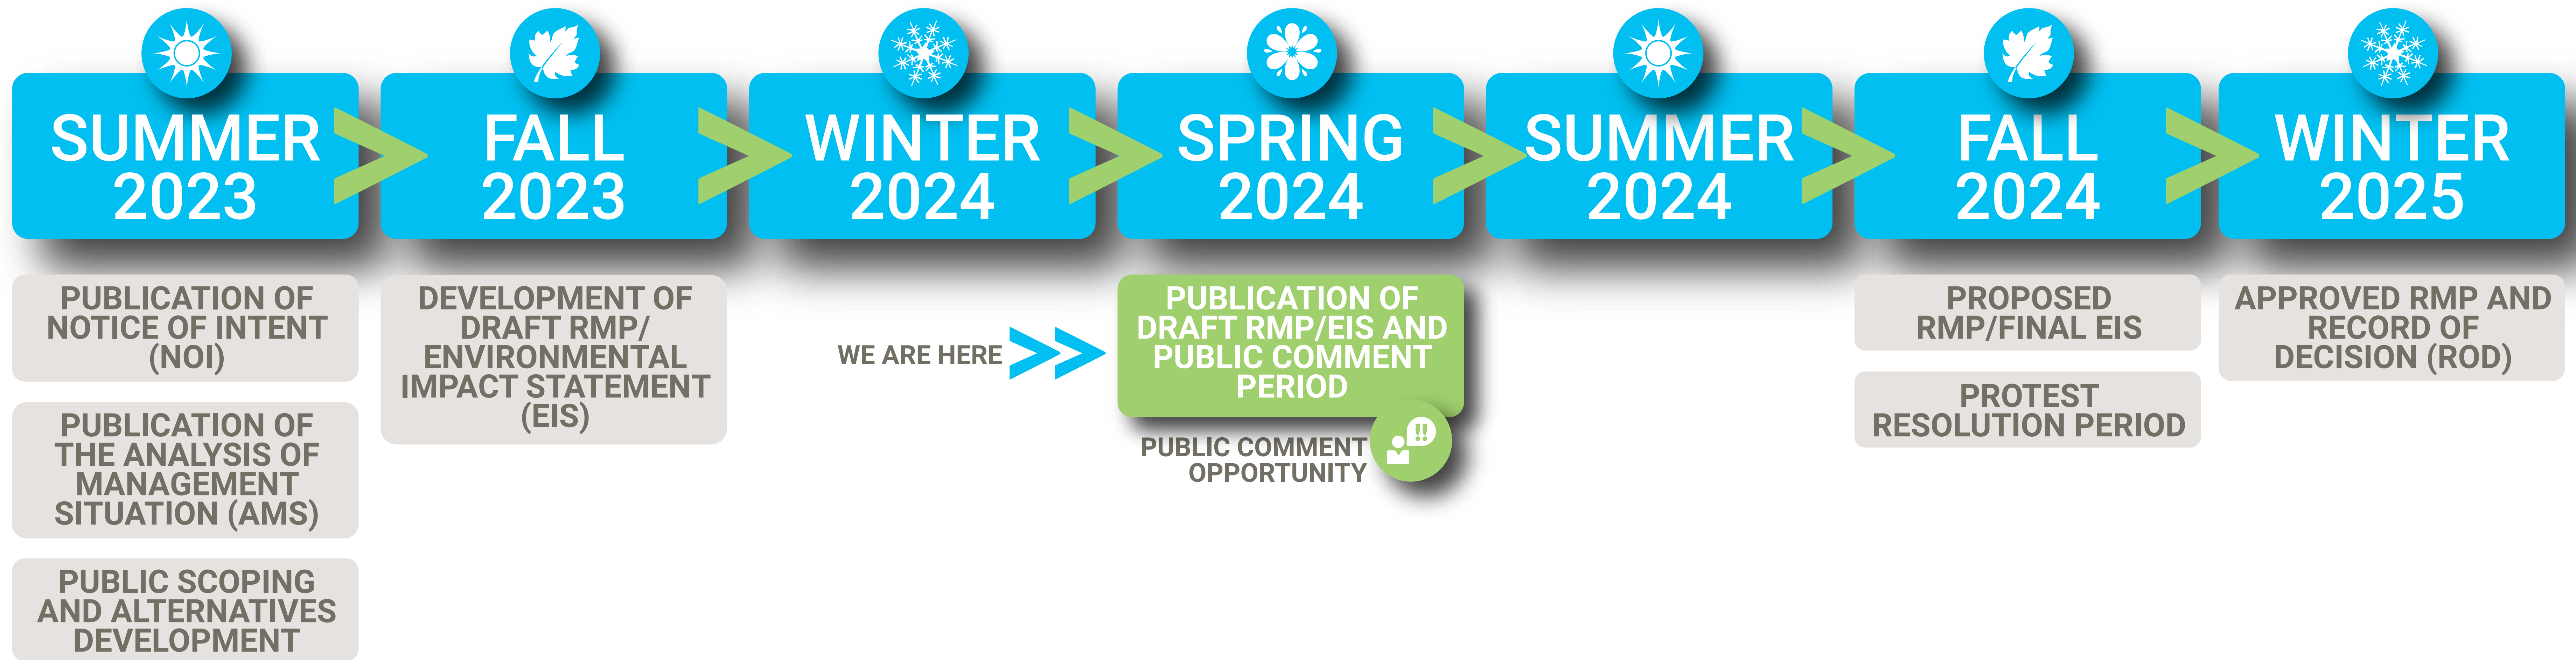 SUMMER
2023
FALL
2023
WINTER
2024
SPRING
2024
SUMMER
2024
FALL
2024
WINTER
2025
PUBLICATION OF
NOTICE OF INTENT
(NOI)
PUBLICATION OF
THE ANALYSIS OF
MANAGEMENT
SITUATION (AMS)
PUBLIC SCOPING
AND ALTERNATIVES
DEVELOPMENT
DEVELOPMENT OF
DRAFT RMP/
ENVIRONMENTAL
IMPACT STATEMENT
(EIS)
WE ARE HERE
PUBLICATION OF
DRAFT RMP/EIS AND
PUBLIC COMMENT
PERIOD
PUBLIC COMMENT
OPPORTUNITY
!!
PROPOSED
RMP/FINAL EIS
PROTEST
RESOLUTION PERIOD
APPROVED RMP AND
RECORD OF
DECISION (ROD)